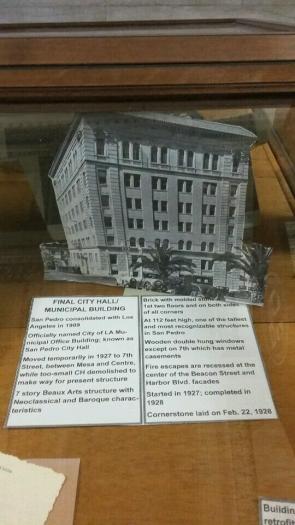 FINAL CITY HALL/
MUNICIPAL BUILDING
San Pedro consolidated with Los
Angeles in 1909
Officially named City of LA Mu-
nicipal Office Building; known as
San Pedro City Hall
Moved temporarily in 1927 to 7th
Street, between Mesa and Centre,
while too-small CH demolished to
make way for present structure
7 story Beaux Arts structure with
Neoclassical and Baroque charac-
teristics
Brick with molded
1st two floors and on both sides
of all corners
At 112 feet high, one of the tallest
and most recognizable structures
in San Pedro
Wooden double hung windows
except on 7th which has metal
casements
Fire escapes are recessed at the
center of the Beacon Street and
Harbor Blvd. facades
Started in 1927; completed in
1928
Cornerstone laid on Feb. 22, 1928